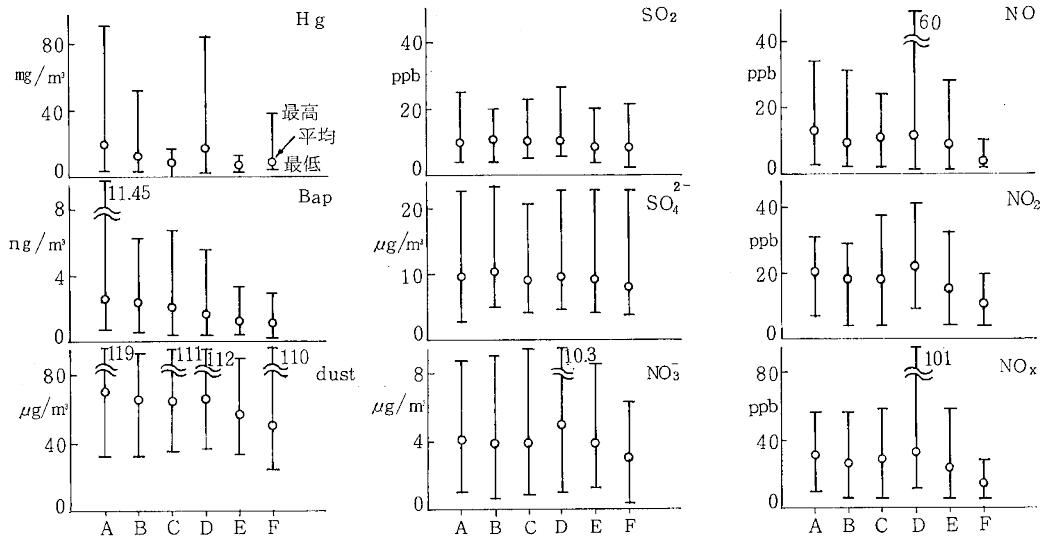 Hg
80
mg/m³
40
0
最高
平均
最低
SO₂
40
ppb
20
0
NO
60
40
ppb
20
0
Bap
11.45
8
ng/m³
4
0
SO₄²⁻
20
μg/m³
10
0
NO₂
40
ppb
20
0
dust
119
111
112
110
80
μg/m³
40
0
A B C D E F
NO₃⁻
10.3
8
μg/m³
4
0
A B C D E F
NOx
101
80
ppb
40
0
A B C D E F